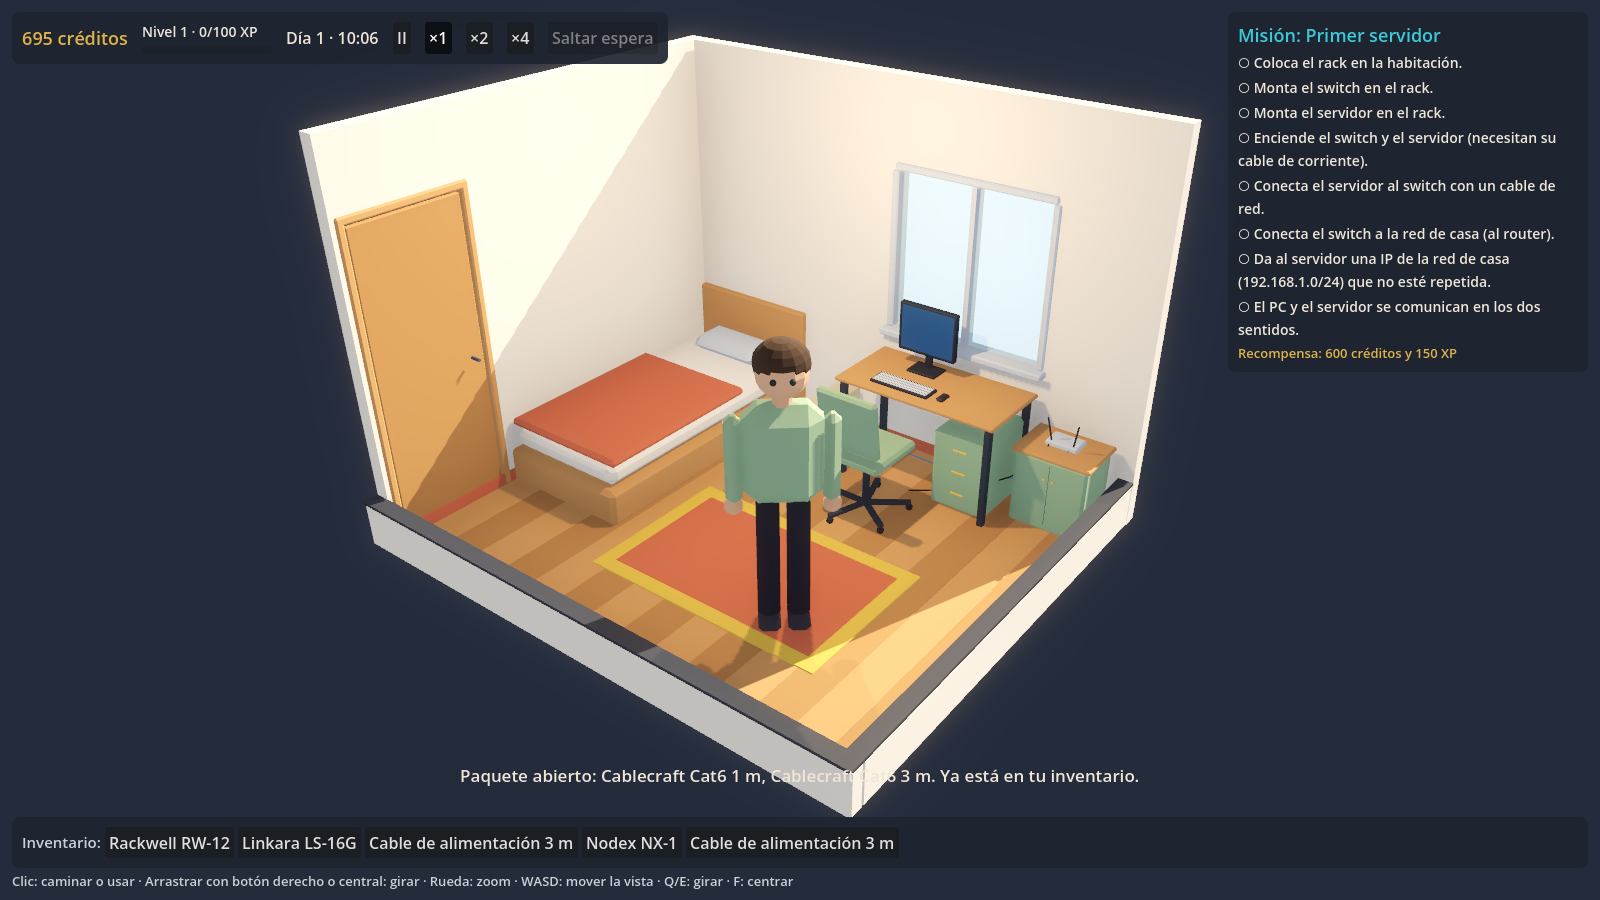 695 créditos
Nivel 1 · 0/100 XP
Día 1 · 10:06
II
×1
×2
×4
Saltar espera
Misión: Primer servidor
○ Coloca el rack en la habitación.
○ Monta el switch en el rack.
○ Monta el servidor en el rack.
○ Enciende el switch y el servidor (necesitan su
cable de corriente).
○ Conecta el servidor al switch con un cable de
red.
○ Conecta el switch a la red de casa (al router).
○ Da al servidor una IP de la red de casa
(192.168.1.0/24) que no esté repetida.
○ El PC y el servidor se comunican en los dos
sentidos.
Recompensa: 600 créditos y 150 XP
Paquete abierto: Cablecraft Cat6 1 m, Cablecraft Cat6 3 m. Ya está en tu inventario.
Inventario: Rackwell RW-12 Linkara LS-16G Cable de alimentación 3 m Nodex NX-1 Cable de alimentación 3 m
Clic: caminar o usar · Arrastrar con botón derecho o central: girar · Rueda: zoom · WASD: mover la vista · Q/E: girar · F: centrar